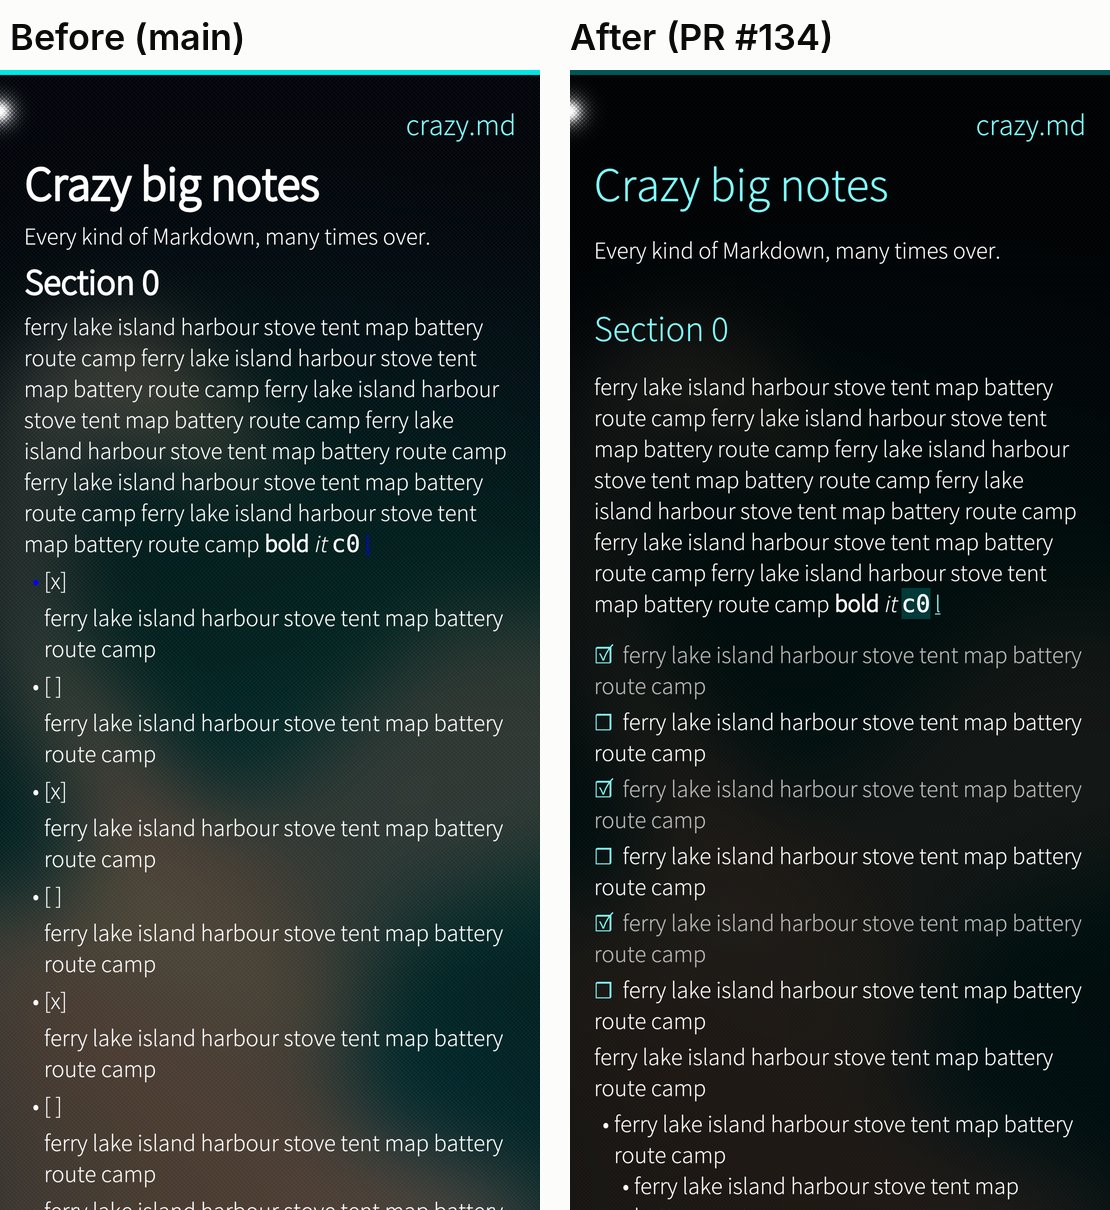 Before (main)
crazy.md
Crazy big notes
Every kind of Markdown, many times over.
Section 0
ferry lake island harbour stove tent map battery
route camp ferry lake island harbour stove tent
map battery route camp ferry lake island harbour
stove tent map battery route camp ferry lake
island harbour stove tent map battery route camp
ferry lake island harbour stove tent map battery
route camp ferry lake island harbour stove tent
map battery route camp bold it c0 l
• [x]
ferry lake island harbour stove tent map battery
route camp
• [ ]
ferry lake island harbour stove tent map battery
route camp
• [x]
ferry lake island harbour stove tent map battery
route camp
• [ ]
ferry lake island harbour stove tent map battery
route camp
• [x]
ferry lake island harbour stove tent map battery
route camp
• [ ]
ferry lake island harbour stove tent map battery
route camp
ferry lake island harbour stove tent map battery
After (PR #134)
crazy.md
Crazy big notes
Every kind of Markdown, many times over.
Section 0
ferry lake island harbour stove tent map battery
route camp ferry lake island harbour stove tent
map battery route camp ferry lake island harbour
stove tent map battery route camp ferry lake
island harbour stove tent map battery route camp
ferry lake island harbour stove tent map battery
route camp ferry lake island harbour stove tent
map battery route camp bold it c0 l
☑ ferry lake island harbour stove tent map battery
route camp
☐ ferry lake island harbour stove tent map battery
route camp
☑ ferry lake island harbour stove tent map battery
route camp
☐ ferry lake island harbour stove tent map battery
route camp
☑ ferry lake island harbour stove tent map battery
route camp
☐ ferry lake island harbour stove tent map battery
route camp
ferry lake island harbour stove tent map battery
route camp
• ferry lake island harbour stove tent map battery
route camp
• ferry lake island harbour stove tent map